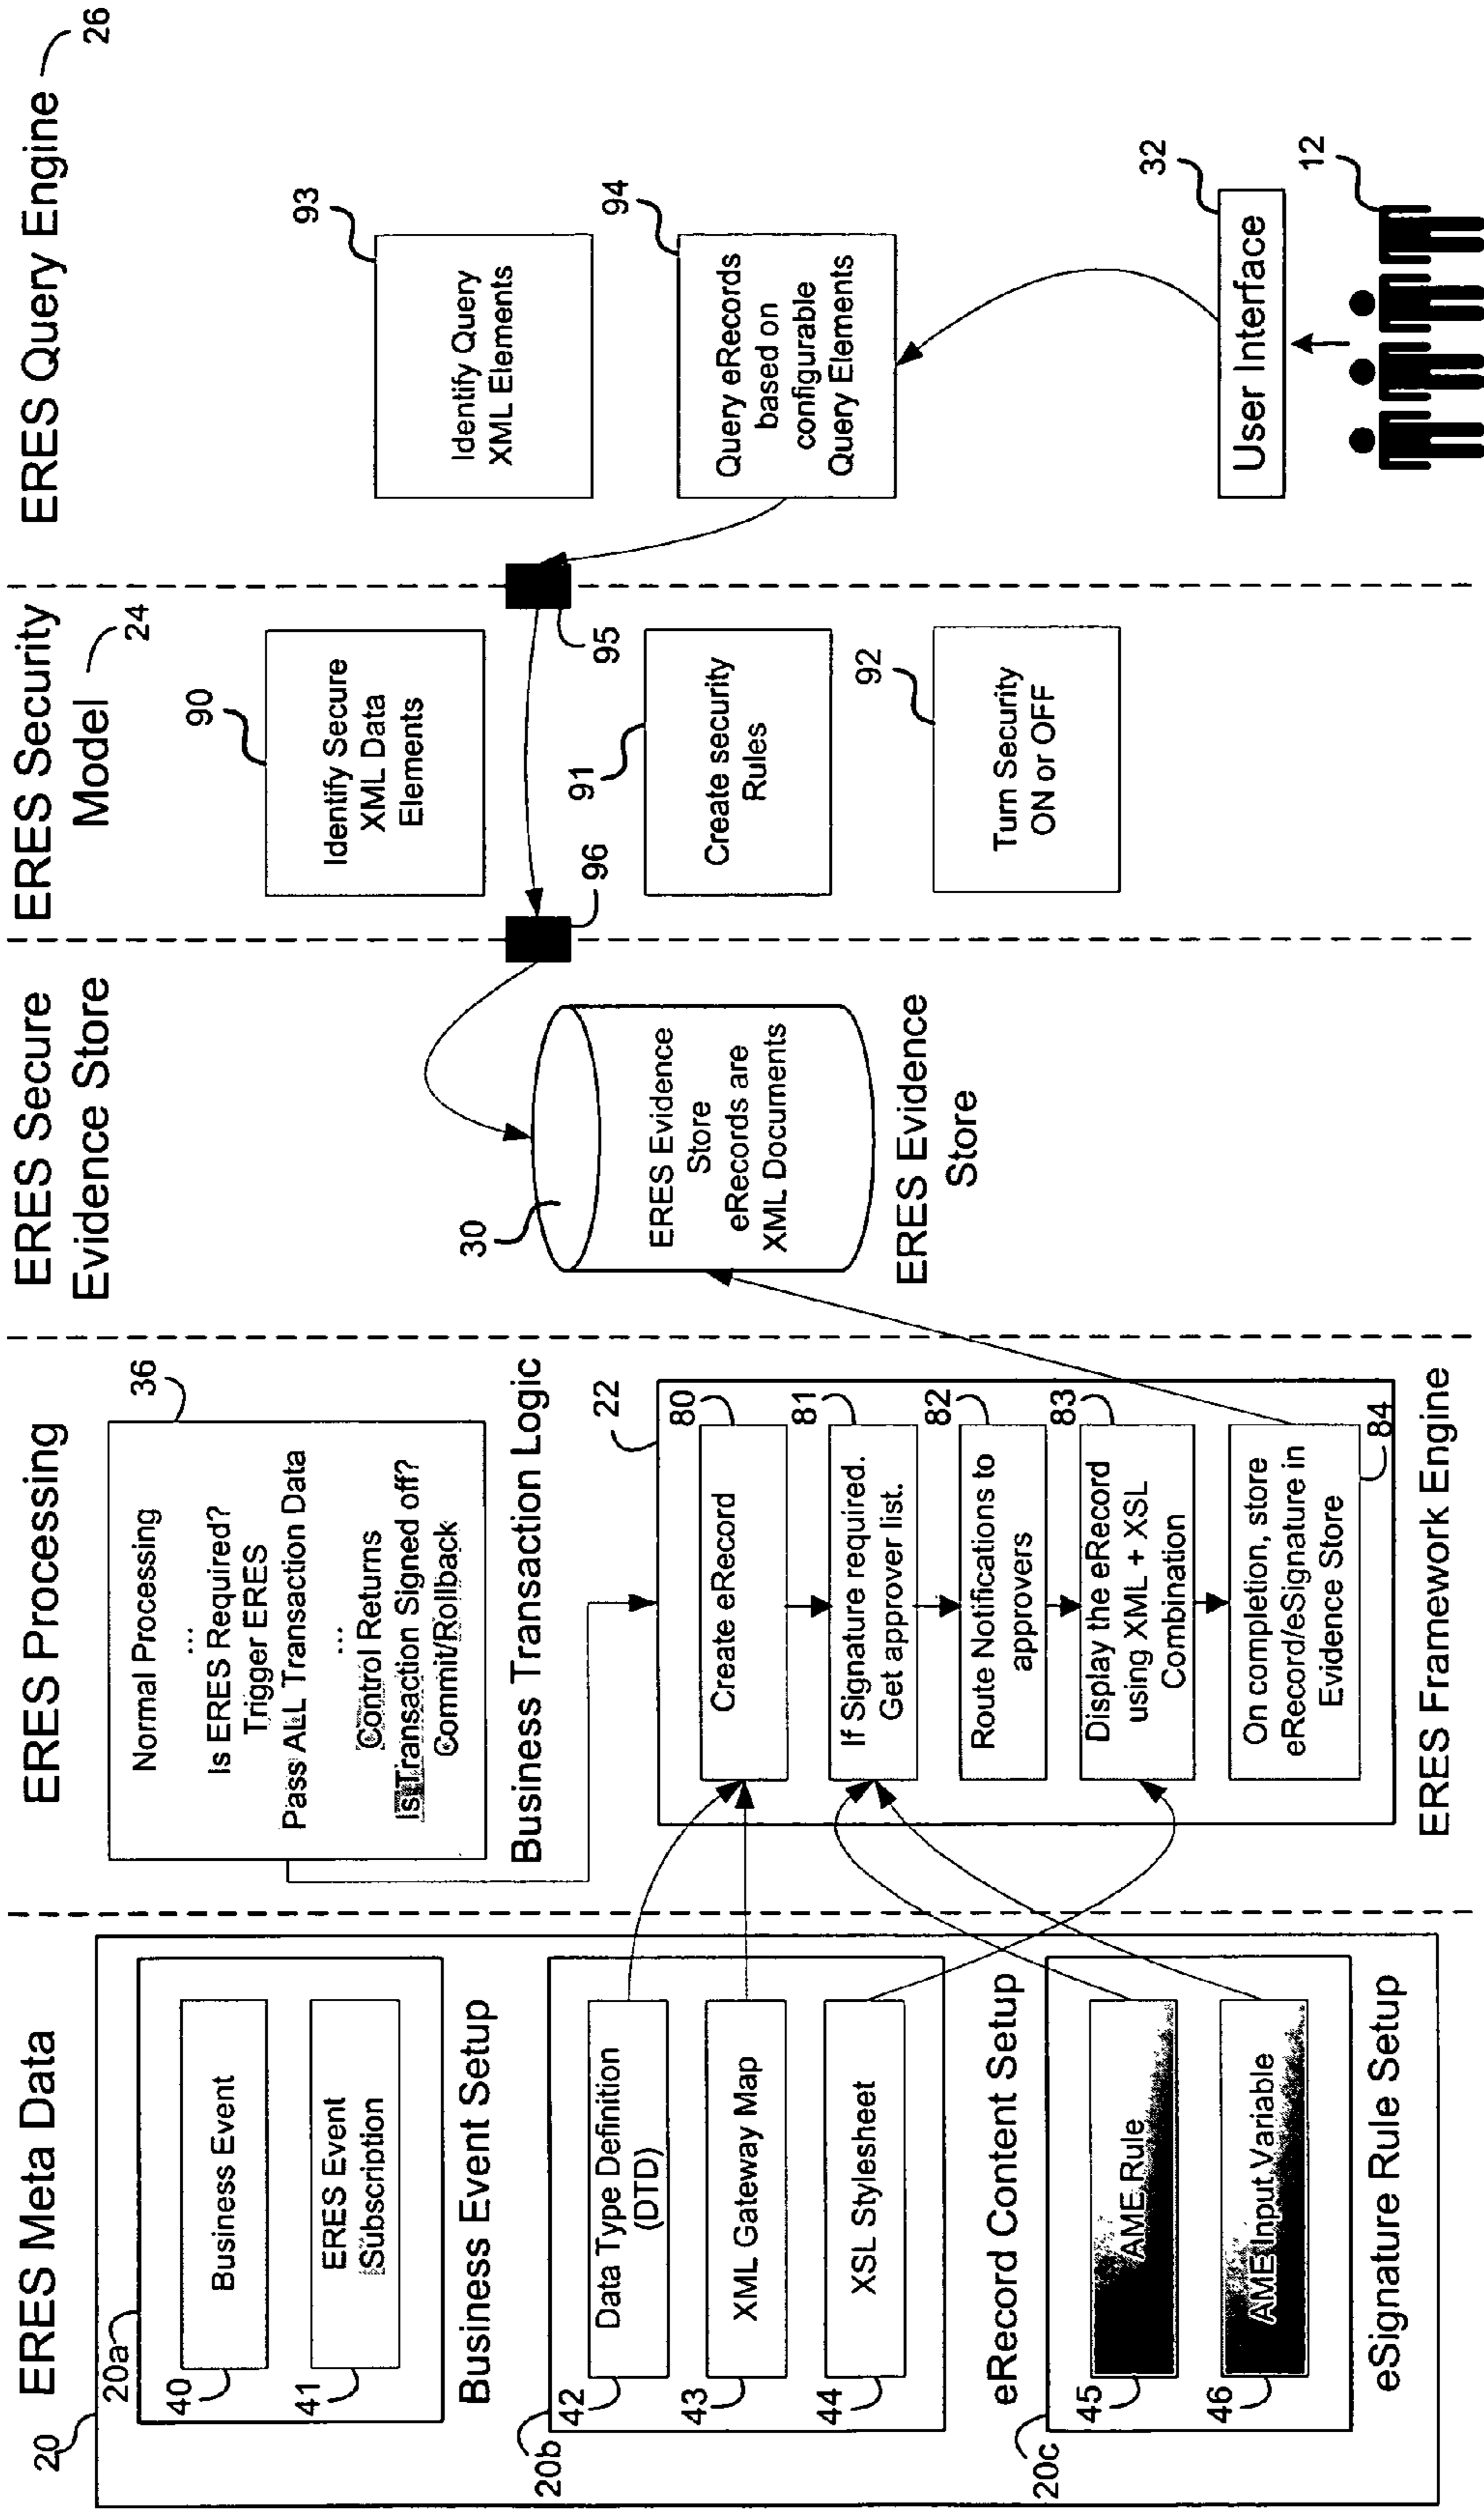 ERES Meta Data
20
20a
40
Business Event
41
ERES Event
Subscription
Business Event Setup
20b
42
Data Type Definition
(DTD)
43
XML Gateway Map
44
XSL Stylesheet
eRecord Content Setup
20c
45
AME Rule
46
AME Input Variable
eSignature Rule Setup
ERES Processing
36
Normal Processing
...
Is ERES Required?
Trigger ERES
Pass ALL Transaction Data
...
Control Returns
Is Transaction Signed off?
Commit/Rollback
Business Transaction Logic
22
80
Create eRecord
81
If Signature required.
Get approver list.
82
Route Notifications to
approvers
83
Display the eRecord
using XML + XSL
Combination
On completion, store
eRecord/eSignature in
Evidence Store
84
ERES Framework Engine
ERES Secure
Evidence Store
30
ERES Evidence
Store
eRecords are
XML Documents
ERES Evidence
Store
ERES Security
Model
24
90
Identify Secure
XML Data
Elements
95
96
91
Create security
Rules
92
Turn Security
ON or OFF
ERES Query Engine
26
93
Identify Query
XML Elements
94
Query eRecords
based on
configurable
Query Elements
32
User Interface
12